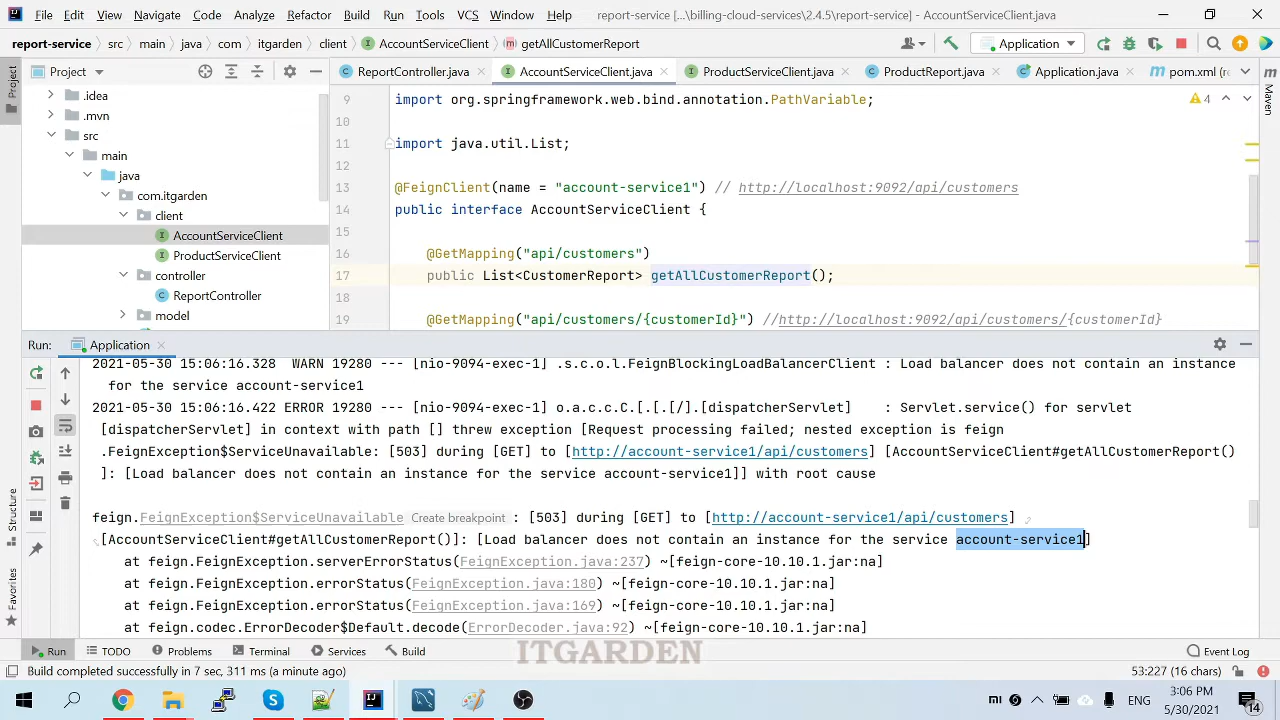 File Edit View Navigate Code Analyze Refactor Build Run Tools VCS Window Help report-service [...\billing_cloud-services\2.4.5\report-service] - AccountServiceClient.java
report-service src main java com itgarden client AccountServiceClient getAllCustomerReport Application
Project ReportController.java AccountServiceClient.java ProductServiceClient.java ProductReport.java Application.java
Project
Maven
.idea
.mvn
src
main
java
com.itgarden
client
AccountServiceClient
ProductServiceClient
controller
ReportController
model
4
9 import org.springframework.web.bind.annotation.PathVariable;
10
11 import java.util.List;
12
13 @FeignClient(name = "account-service1") // http://localhost:9092/api/customers
14 public interface AccountServiceClient {
15
16 @GetMapping("api/customers")
17 public List<CustomerReport> getAllCustomerReport();
18
19 @GetMapping("api/customers/{customerId}") //http://localhost:9092/api/customers/{customerId}
Run: Application
2021-05-30 15:06:16.328 WARN 19280 --- [nio-9094-exec-1] .s.c.o.l.FeignBlockingLoadBalancerClient : Load balancer does not contain an instance
for the service account-service1
2021-05-30 15:06:16.422 ERROR 19280 --- [nio-9094-exec-1] o.a.c.c.C.[.[.[/].[dispatcherServlet] : Servlet.service() for servlet
[dispatcherServlet] in context with path [] threw exception [Request processing failed; nested exception is feign
.FeignException$ServiceUnavailable: [503] during [GET] to [http://account-service1/api/customers] [AccountServiceClient#getAllCustomerReport()
]: [Load balancer does not contain an instance for the service account-service1]] with root cause
feign.FeignException$ServiceUnavailable Create breakpoint : [503] during [GET] to [http://account-service1/api/customers]
[AccountServiceClient#getAllCustomerReport()]: [Load balancer does not contain an instance for the service account-service1]
at feign.FeignException.serverErrorStatus(FeignException.java:237) ~[feign-core-10.10.1.jar:na]
at feign.FeignException.errorStatus(FeignException.java:180) ~[feign-core-10.10.1.jar:na]
at feign.FeignException.errorStatus(FeignException.java:169) ~[feign-core-10.10.1.jar:na]
at feign.codec.ErrorDecoder$Default.decode(ErrorDecoder.java:92) ~[feign-core-10.10.1.jar:na]
Structure
Favorites
Run TODO Problems Terminal Services Build Event Log
ITGARDEN
Build completed successfully in 7 sec, 311 ms (a minute ago) 53:227 (16 chars)
ENG
3:06 PM
5/30/2021
14